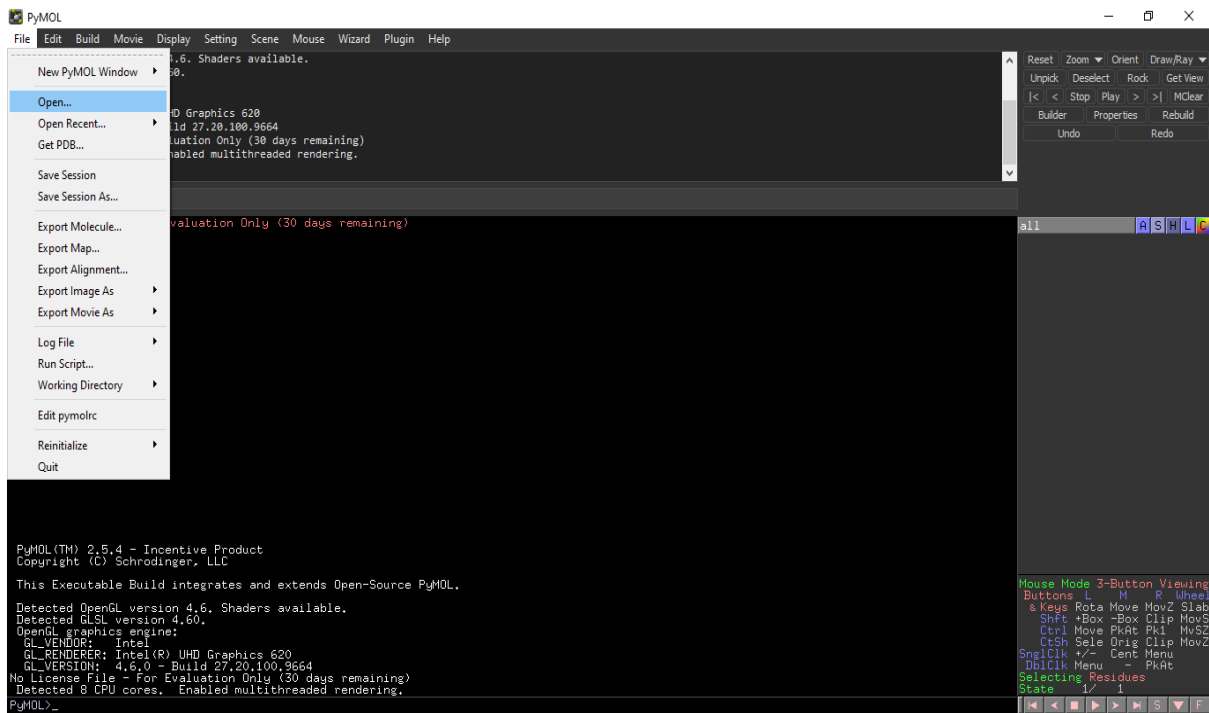 PyMOL
File Edit Build Movie Display Setting Scene Mouse Wizard Plugin Help
New PyMOL Window
Open...
Open Recent...
Get PDB...
Save Session
Save Session As...
Export Molecule...
Export Map...
Export Alignment...
Export Image As
Export Movie As
Log File
Run Script...
Working Directory
Edit pymolrc
Reinitialize
Quit
4.6. Shaders available.
60.
HD Graphics 620
ild 27.20.100.9664
luation Only (30 days remaining)
nabled multithreaded rendering.
valuation Only (30 days remaining)
Reset Zoom Orient Draw/Ray
Unpick Deselect Rock Get View
|< < Stop Play > >| MClear
Builder Properties Rebuild
Undo Redo
all A S H L C
PyMOL(TM) 2.5.4 - Incentive Product
Copyright (C) Schrodinger, LLC
This Executable Build integrates and extends Open-Source PyMOL.
Detected OpenGL version 4.6. Shaders available.
Detected GLSL version 4.60.
OpenGL graphics engine:
GL_VENDOR: Intel
GL_RENDERER: Intel(R) UHD Graphics 620
GL_VERSION: 4.6.0 - Build 27.20.100.9664
No License File - For Evaluation Only (30 days remaining)
Detected 8 CPU cores. Enabled multithreaded rendering.
PyMOL>_
Mouse Mode 3-Button Viewing
Buttons L M R Wheel
& Keys Rota Move MovZ Slab
Shft +Box -Box Clip MovS
Ctrl Move PkAt Pk1 MvSZ
CtSh Sele Orig Clip MovZ
SnglClk +/- Cent Menu
DblClk Menu - PkAt
Selecting Residues
State 1/ 1
S F